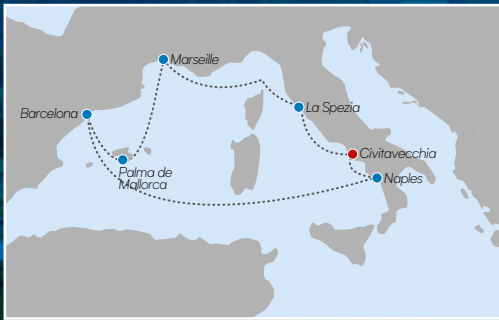 Marseille
Barcelona
La Spezia
Palma de
Mallorca
Civitavecchia
Naples